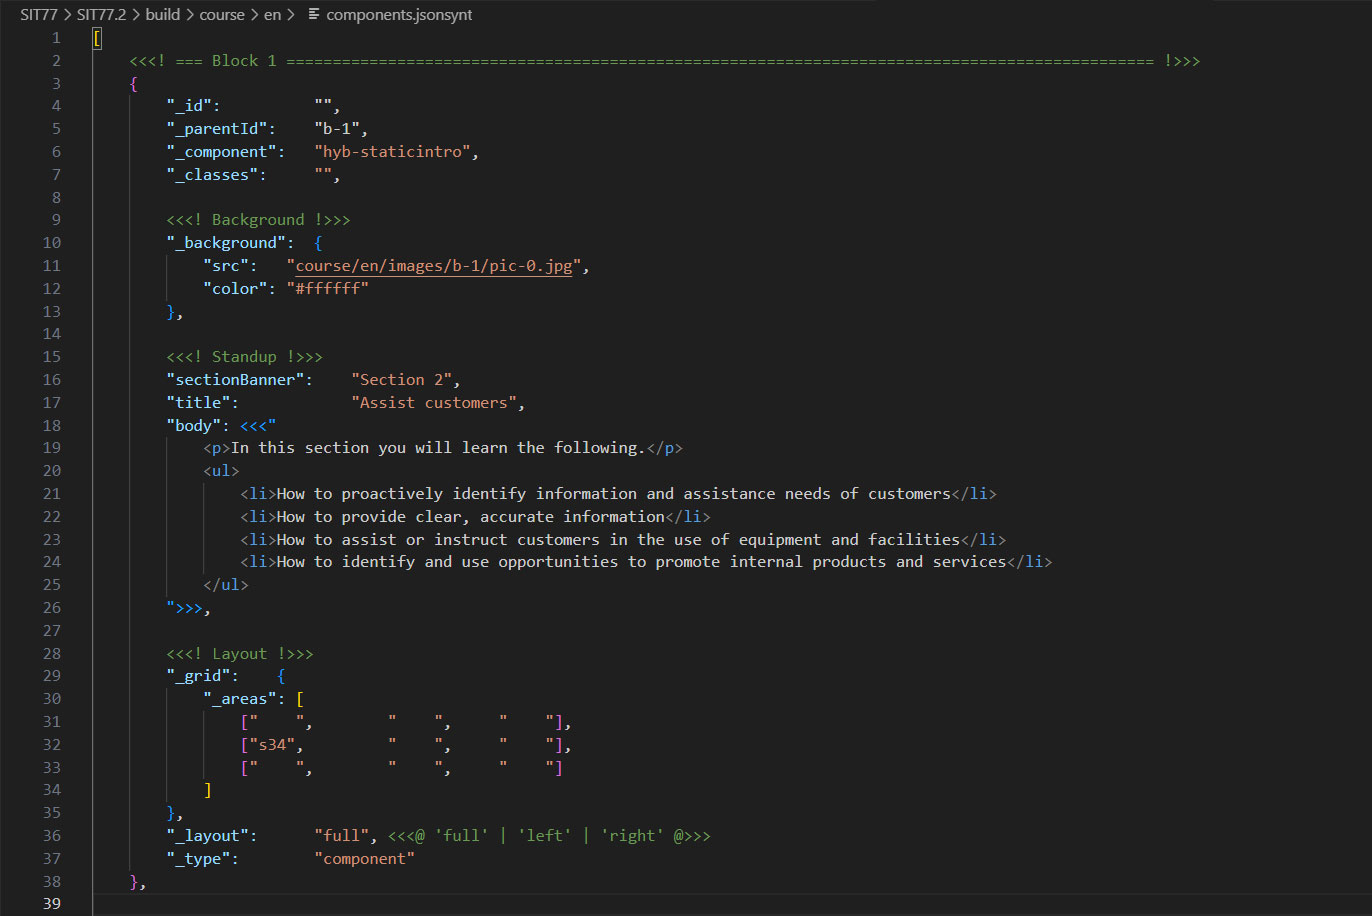 SIT77 > SIT77.2 > build > course > en > components.jsonsynt
1 [
2 <<<! === Block 1 ============================================================================================== !>>>
3 {
4 "_id": "",
5 "_parentId": "b-1",
6 "_component": "hyb-staticintro",
7 "_classes": "",
8
9 <<<! Background !>>>
10 "_background": {
11 "src": "course/en/images/b-1/pic-0.jpg",
12 "color": "#ffffff"
13 },
14
15 <<<! Standup !>>>
16 "sectionBanner": "Section 2",
17 "title": "Assist customers",
18 "body": <<<"
19 <p>In this section you will learn the following.</p>
20 <ul>
21 <li>How to proactively identify information and assistance needs of customers</li>
22 <li>How to provide clear, accurate information</li>
23 <li>How to assist or instruct customers in the use of equipment and facilities</li>
24 <li>How to identify and use opportunities to promote internal products and services</li>
25 </ul>
26 ">>>,
27
28 <<<! Layout !>>>
29 "_grid": {
30 "_areas": [
31 ["    ", "    ", "    "],
32 ["s34", "    ", "    "],
33 ["    ", "    ", "    "]
34 ]
35 },
36 "_layout": "full", <<<@ 'full' | 'left' | 'right' @>>>
37 "_type": "component"
38 },
39